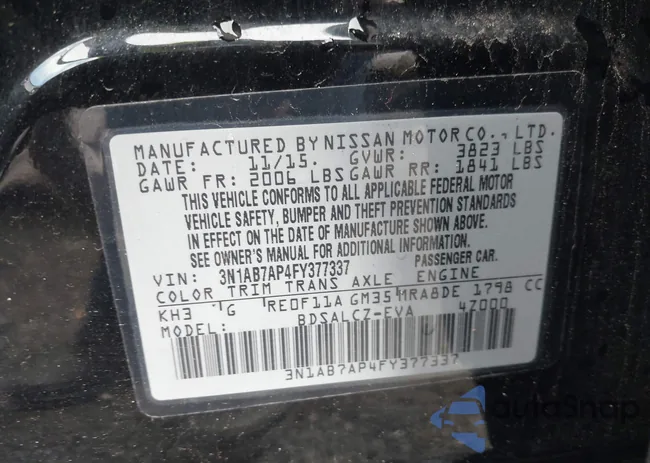 MANUFACTURED BY NISSAN MOTOR CO., LTD.
DATE: 11/15. GVWR: 3823 LBS
GAWR FR: 2006 LBS GAWR RR: 1841 LBS
THIS VEHICLE CONFORMS TO ALL APPLICABLE FEDERAL MOTOR
VEHICLE SAFETY, BUMPER AND THEFT PREVENTION STANDARDS
IN EFFECT ON THE DATE OF MANUFACTURE SHOWN ABOVE.
SEE OWNER'S MANUAL FOR ADDITIONAL INFORMATION.
VIN: 3N1AB7AP4FY377337 PASSENGER CAR.
COLOR TRIM TRANS AXLE ENGINE
KH3 G RE0F11A GM35 MRA8DE 1798 CC
MODEL: BDSALCZ-EVA 4Z000
3N1AB7AP4FY377337
AutoSnap